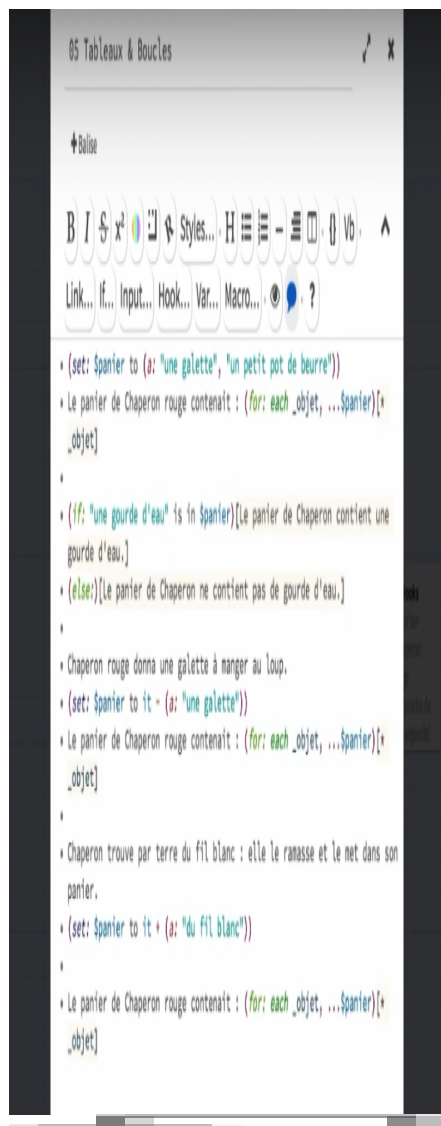 05 Tableaux & Boucles
Balise
B I S x² Styles... H Vb
Link... If... Input... Hook... Var... Macro... ?
(set: $panier to (a: "une galette", "un petit pot de beurre"))
Le panier de Chaperon rouge contenait : (for: each _objet, ...$panier)[*
_objet]
(if: "une gourde d'eau" is in $panier)[Le panier de Chaperon contient une
gourde d'eau.]
(else:)[Le panier de Chaperon ne contient pas de gourde d'eau.]
Chaperon rouge donna une galette à manger au loup.
(set: $panier to it - (a: "une galette"))
Le panier de Chaperon rouge contenait : (for: each _objet, ...$panier)[*
_objet]
Chaperon trouve par terre du fil blanc : elle le ramasse et le met dans son
panier.
(set: $panier to it + (a: "du fil blanc"))
Le panier de Chaperon rouge contenait : (for: each _objet, ...$panier)[*
_objet]